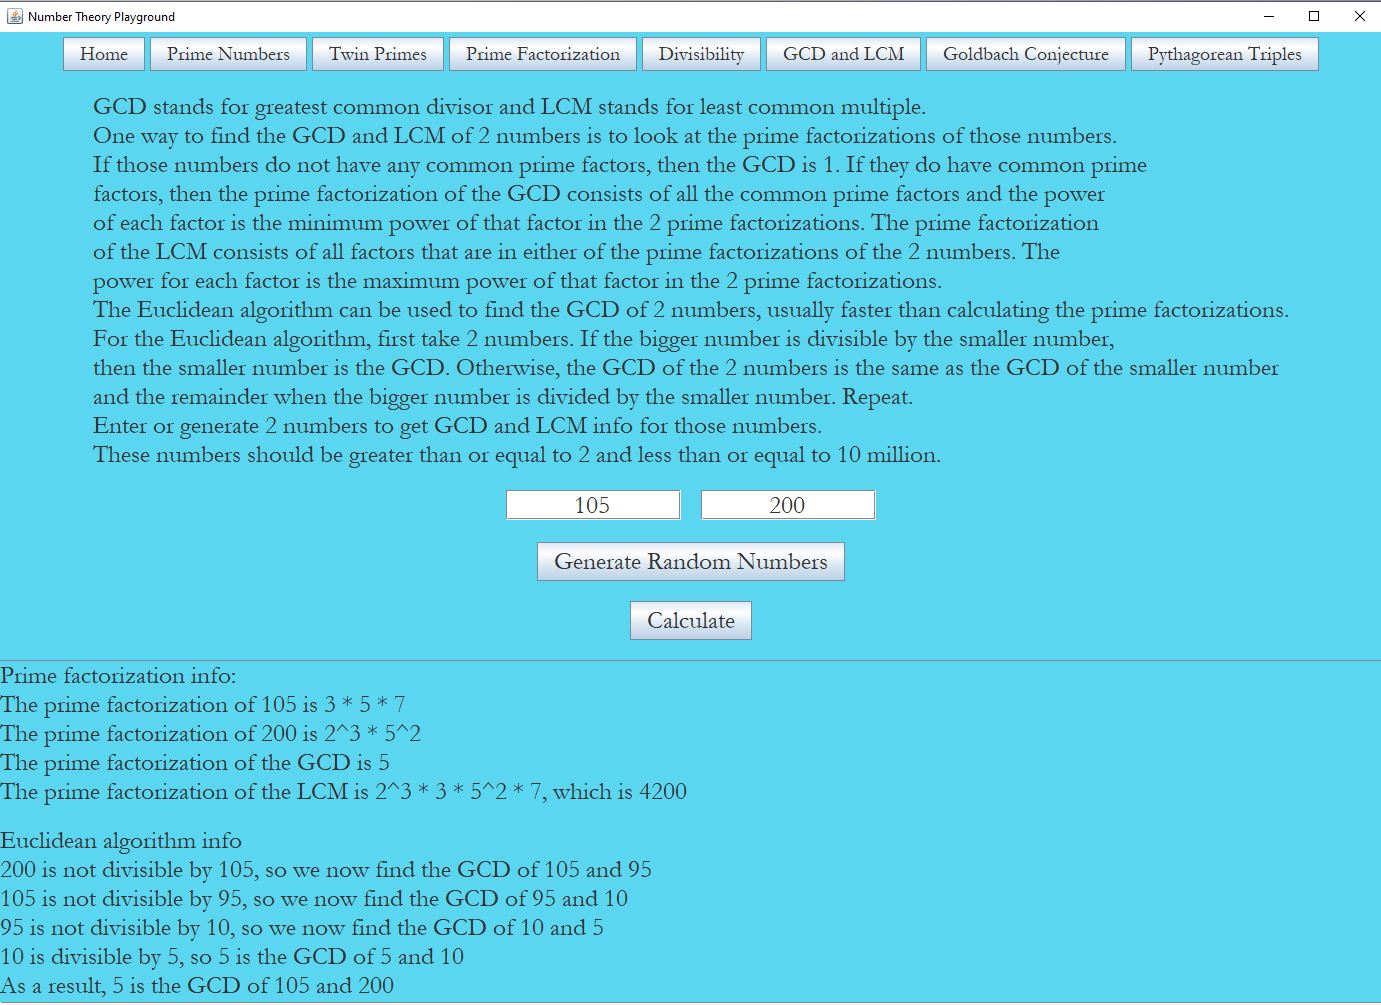 Number Theory Playground
Home Prime Numbers Twin Primes Prime Factorization Divisibility GCD and LCM Goldbach Conjecture Pythagorean Triples
GCD stands for greatest common divisor and LCM stands for least common multiple.
One way to find the GCD and LCM of 2 numbers is to look at the prime factorizations of those numbers.
If those numbers do not have any common prime factors, then the GCD is 1. If they do have common prime
factors, then the prime factorization of the GCD consists of all the common prime factors and the power
of each factor is the minimum power of that factor in the 2 prime factorizations. The prime factorization
of the LCM consists of all factors that are in either of the prime factorizations of the 2 numbers. The
power for each factor is the maximum power of that factor in the 2 prime factorizations.
The Euclidean algorithm can be used to find the GCD of 2 numbers, usually faster than calculating the prime factorizations.
For the Euclidean algorithm, first take 2 numbers. If the bigger number is divisible by the smaller number,
then the smaller number is the GCD. Otherwise, the GCD of the 2 numbers is the same as the GCD of the smaller number
and the remainder when the bigger number is divided by the smaller number. Repeat.
Enter or generate 2 numbers to get GCD and LCM info for those numbers.
These numbers should be greater than or equal to 2 and less than or equal to 10 million.
105 200
Generate Random Numbers
Calculate
Prime factorization info:
The prime factorization of 105 is 3 * 5 * 7
The prime factorization of 200 is 2^3 * 5^2
The prime factorization of the GCD is 5
The prime factorization of the LCM is 2^3 * 3 * 5^2 * 7, which is 4200
Euclidean algorithm info
200 is not divisible by 105, so we now find the GCD of 105 and 95
105 is not divisible by 95, so we now find the GCD of 95 and 10
95 is not divisible by 10, so we now find the GCD of 10 and 5
10 is divisible by 5, so 5 is the GCD of 5 and 10
As a result, 5 is the GCD of 105 and 200